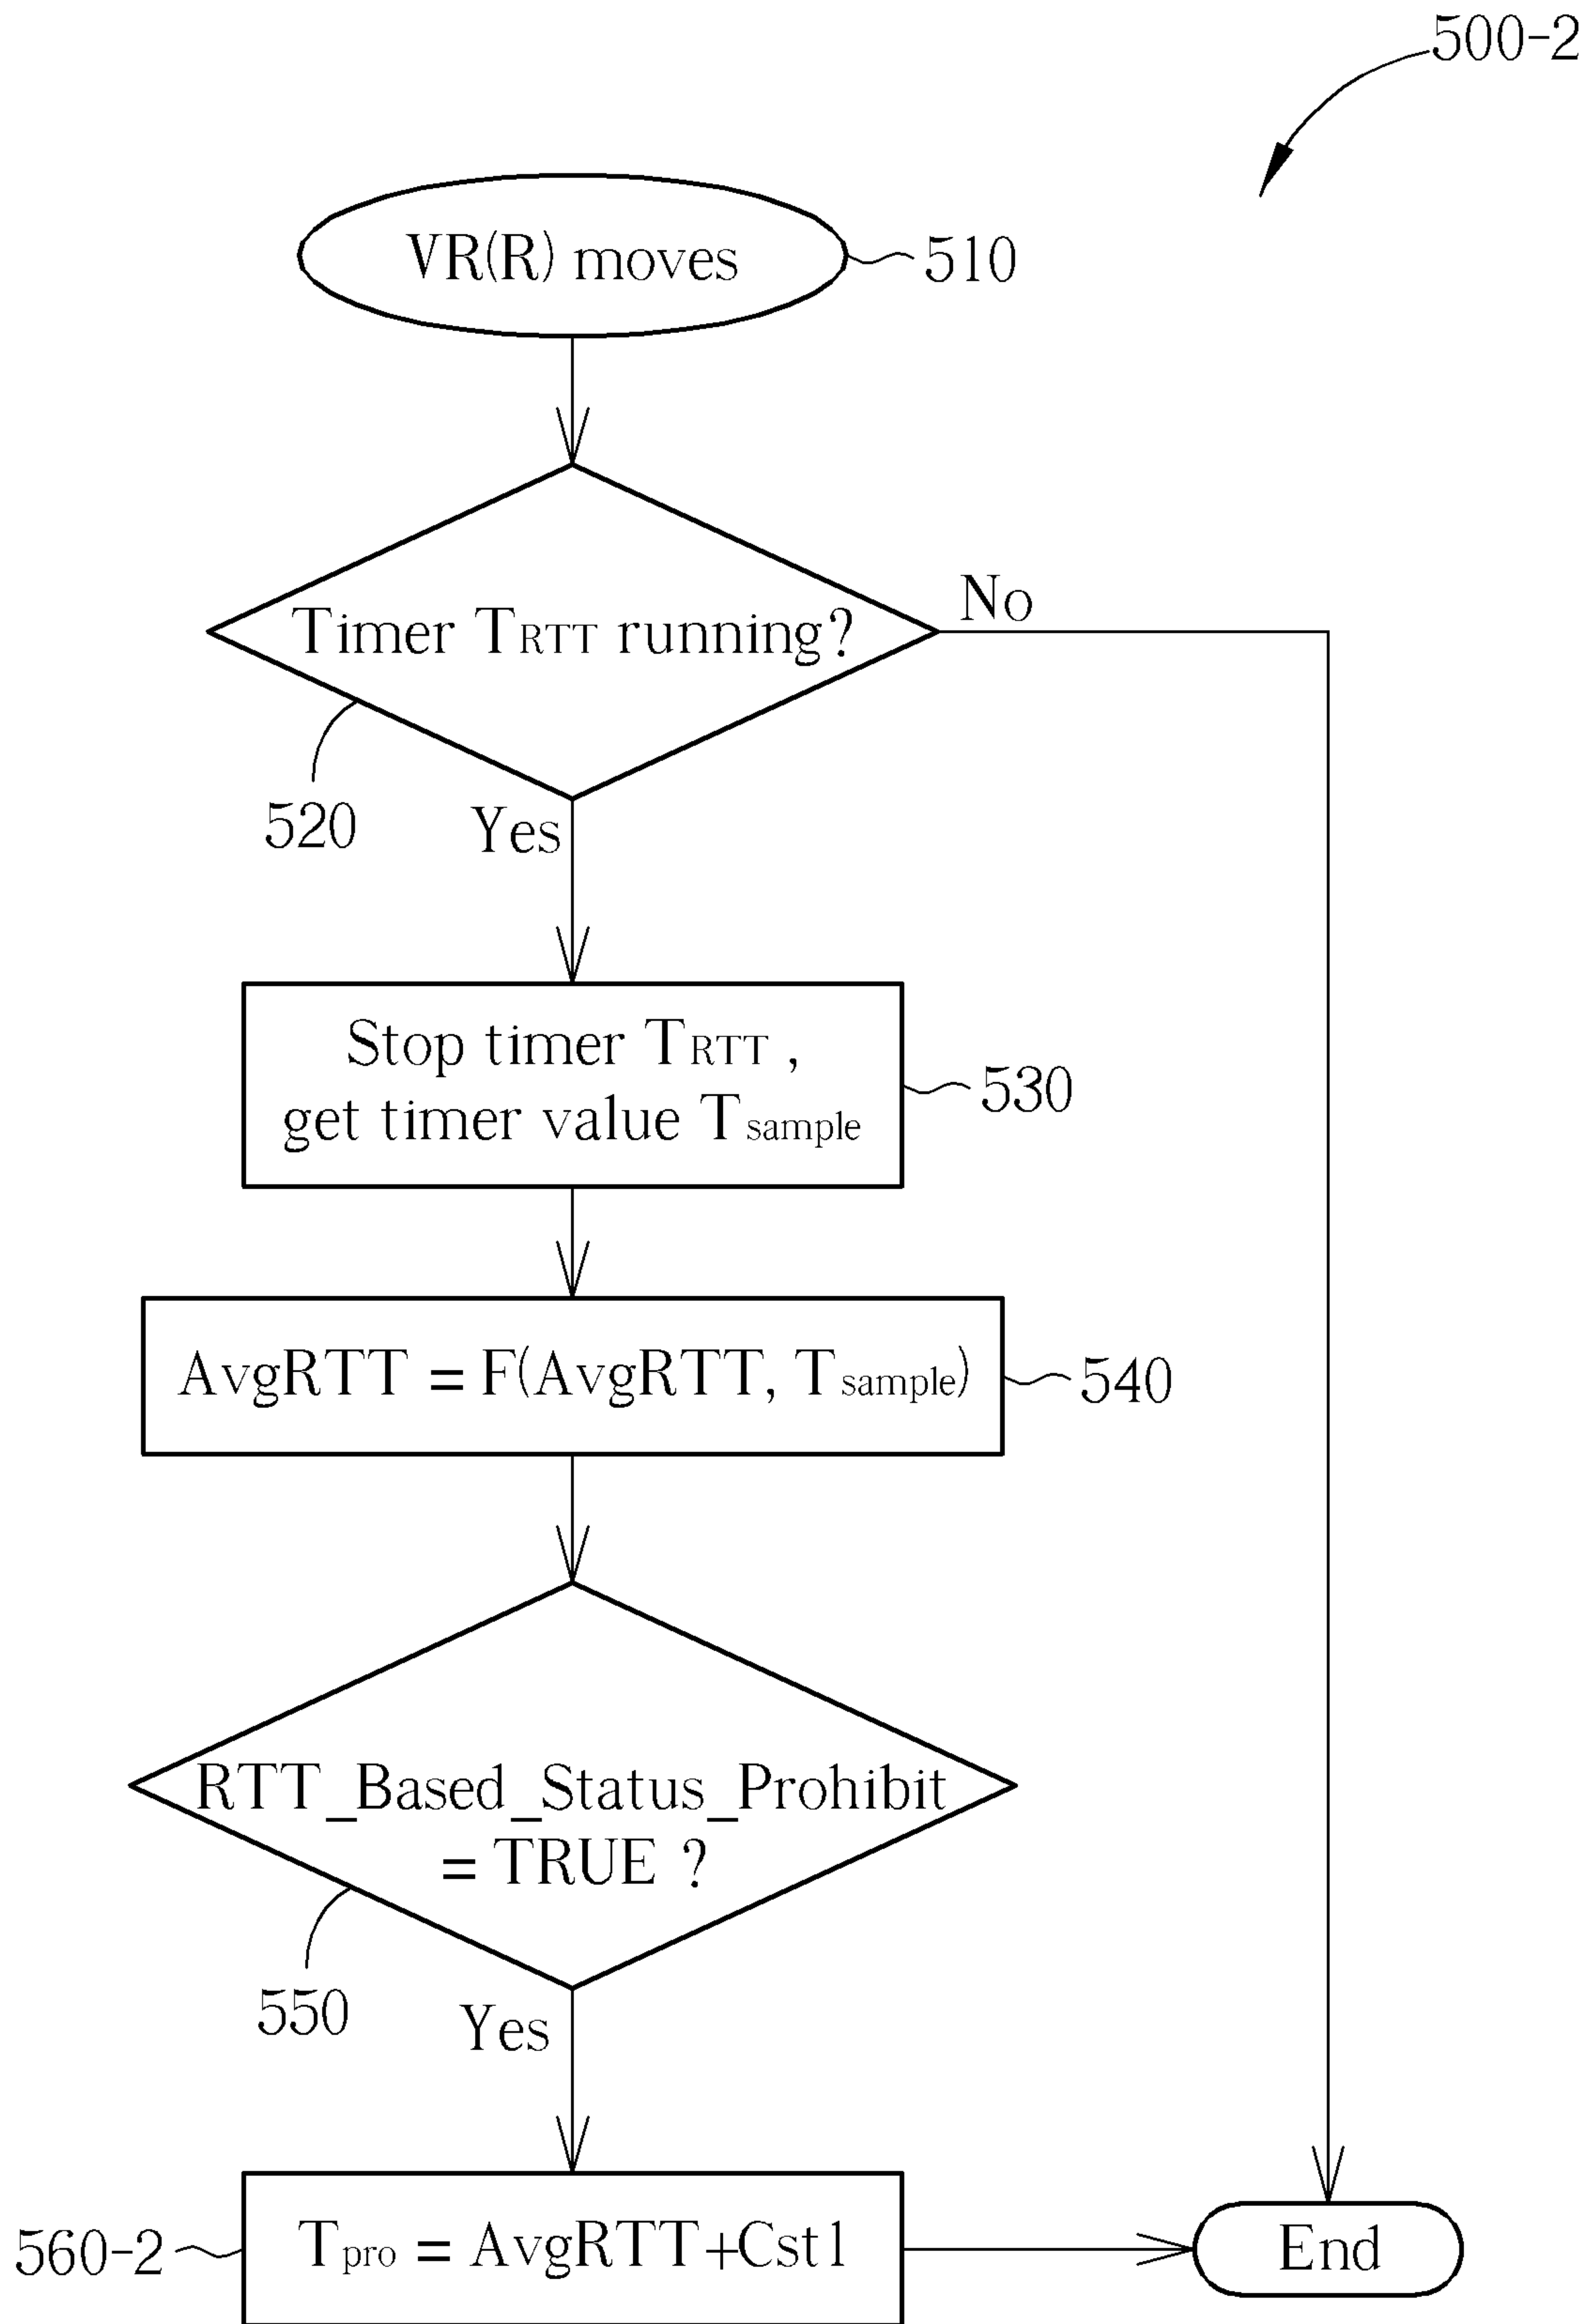 500-2
VR(R) moves
510
Timer TRTT running?
No
520
Yes
Stop timer TRTT ,
get timer value Tsample
530
AvgRTT = F(AvgRTT, Tsample)
540
RTT_Based_Status_Prohibit
= TRUE ?
550
Yes
560-2
Tpro = AvgRTT+Cst1
End